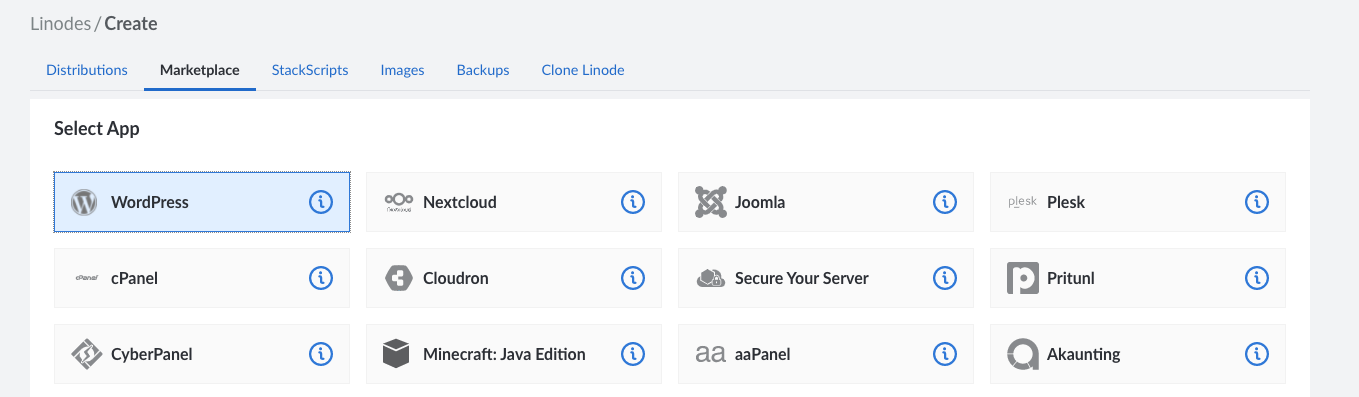 Linodes / Create
Distributions Marketplace StackScripts Images Backups Clone Linode
Select App
WordPress Nextcloud Joomla plesk Plesk
cPanel cPanel Cloudron Secure Your Server Pritunl
CyberPanel Minecraft: Java Edition aa aaPanel Akaunting